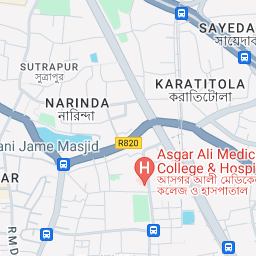 SAYEDA
সায়েদা
SUTRAPUR
সুত্রাপুর
KARATITOLA
করাতিটোলা
NARINDA
নারিন্দা
ani Jame Masjid
R820
Asgar Ali Medic
College & Hospi
আসগর আলী মেডিকে
কলেজ ও হাসপাতাল
H
AR
RMD